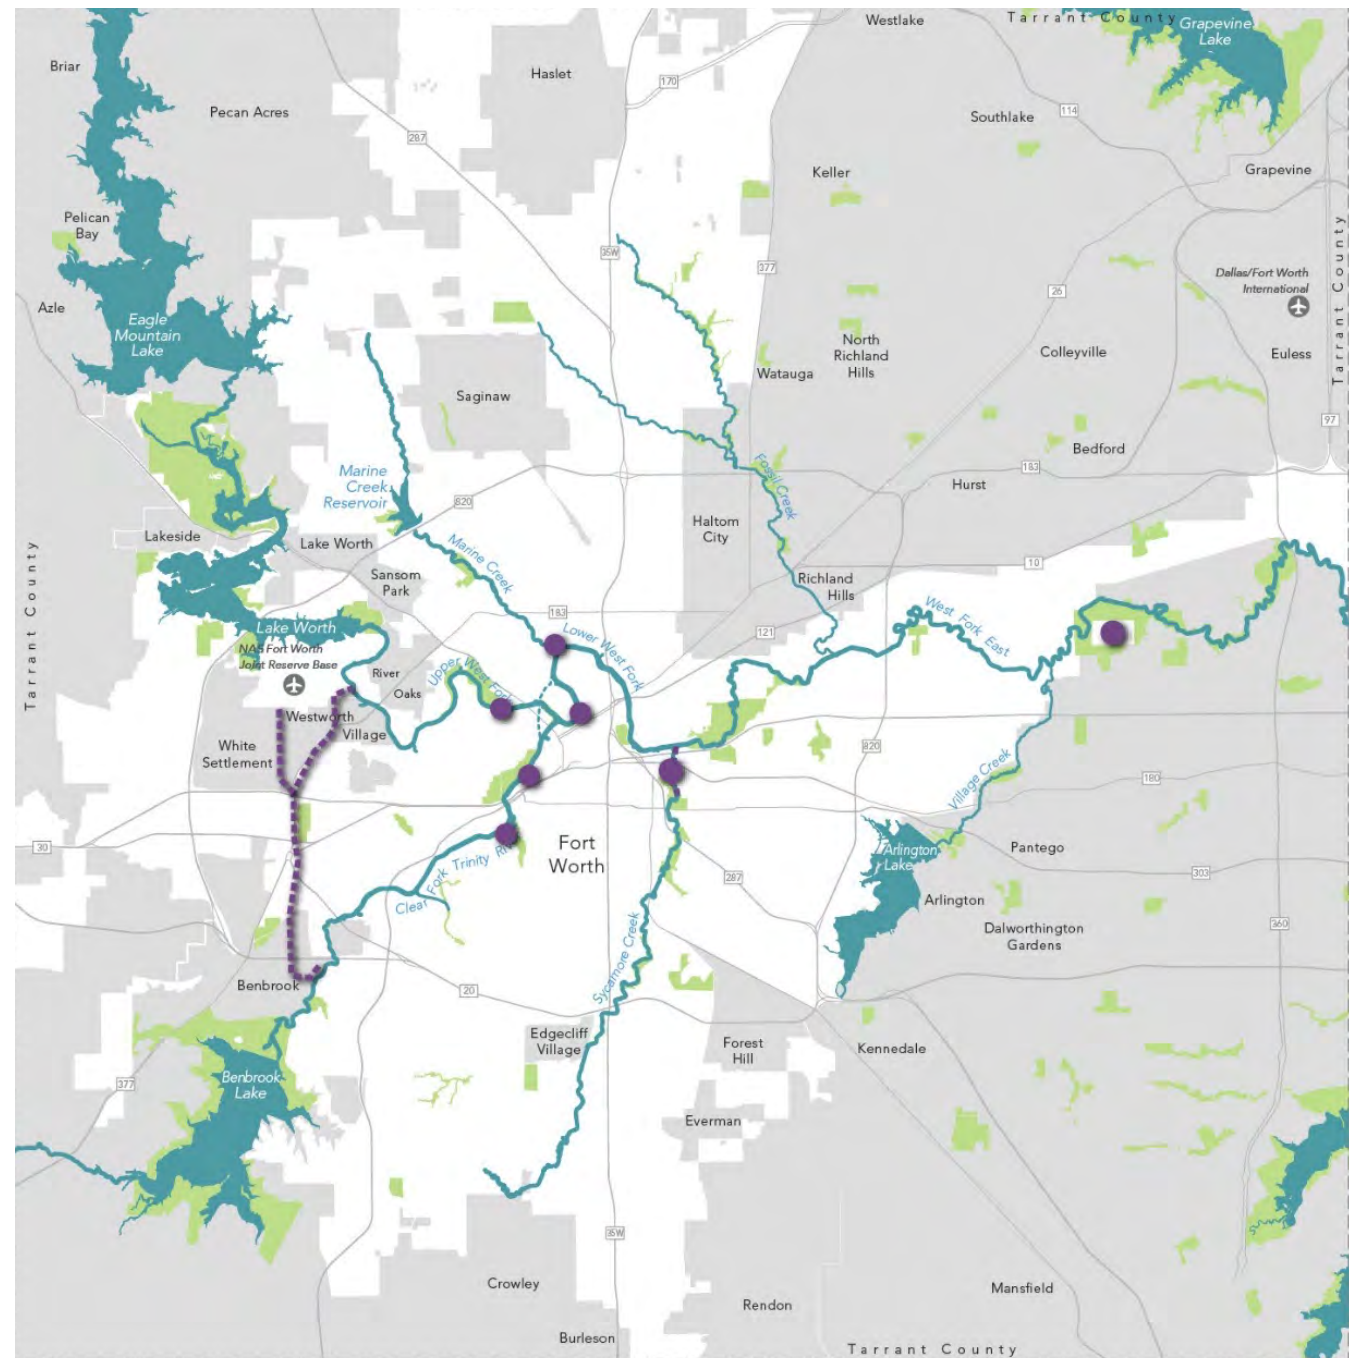 Westlake
Tarrant County
Grapevine
Lake
Briar
Haslet
170
Pecan Acres
114
Southlake
287
Keller
Grapevine
Pelican
Bay
Tarrant County
35W
377
Dallas/Fort Worth
International
26
Azle
Eagle
Mountain
Lake
North
Richland
Hills
Colleyville
Euless
Watauga
Saginaw
97
Bedford
Marine
Creek
Reservoir
Fossil Creek
183
Hurst
820
Haltom
City
Lakeside
Lake Worth
Marine Creek
Tarrant County
10
Sansom
Park
Richland
Hills
183
West Fork East
Lake Worth
Lower West Fork
121
NAS Fort Worth
Joint Reserve Base
River
Oaks
Upper West Fork
Westworth
Village
White
Settlement
820
Village Creek
180
30
Fort
Worth
Arlington
Lake
Pantego
Clear Fork Trinity
287
303
Arlington
360
Dalworthington
Gardens
Sycamore Creek
Benbrook
20
Edgecliff
Village
Forest
Hill
Kennedale
377
Benbrook
Lake
Everman
35W
Crowley
Mansfield
Rendon
Burleson
Tarrant County